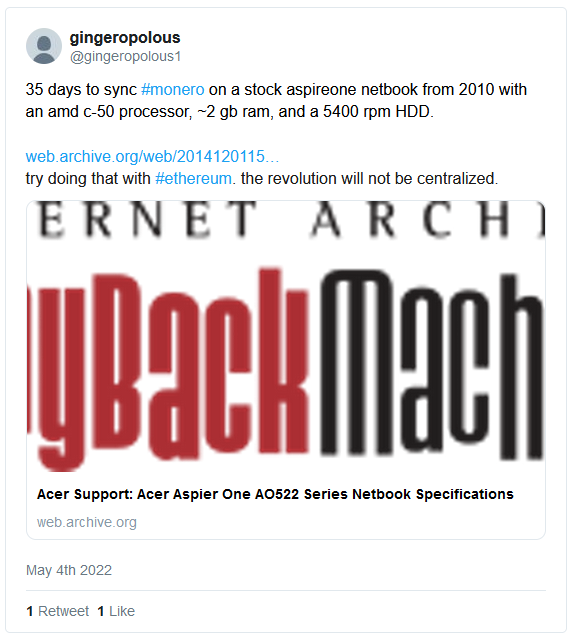 gingeropolous
@gingeropolous1
35 days to sync #monero on a stock aspireone netbook from 2010 with
an amd c-50 processor, ~2 gb ram, and a 5400 rpm HDD.
web.archive.org/web/2014120115…
try doing that with #ethereum. the revolution will not be centralized.
ERNET ARCHI
yBackMach
Acer Support: Acer Aspier One AO522 Series Netbook Specifications
web.archive.org
May 4th 2022
1 Retweet 1 Like